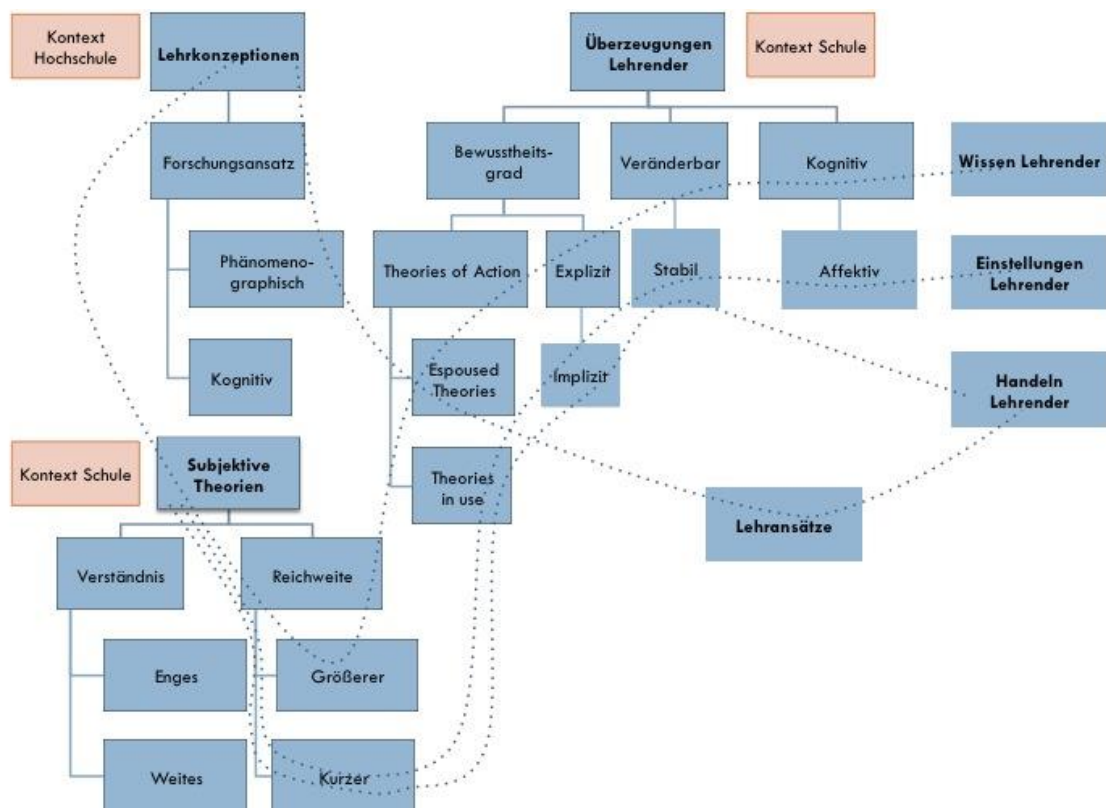 Kontext
Hochschule
Lehrkonzeptionen
Überzeugungen
Lehrender
Kontext Schule
Forschungsansatz
Bewusstheits-
grad
Veränderbar
Kognitiv
Wissen Lehrender
Phänomeno-
graphisch
Theories of Action
Explizit
Stabil
Affektiv
Einstellungen
Lehrender
Kognitiv
Espoused
Theories
Implizit
Handeln
Lehrender
Kontext Schule
Subjektive
Theorien
Theories
in use
Lehransätze
Verständnis
Reichweite
Enges
Größerer
Weites
Kurzer